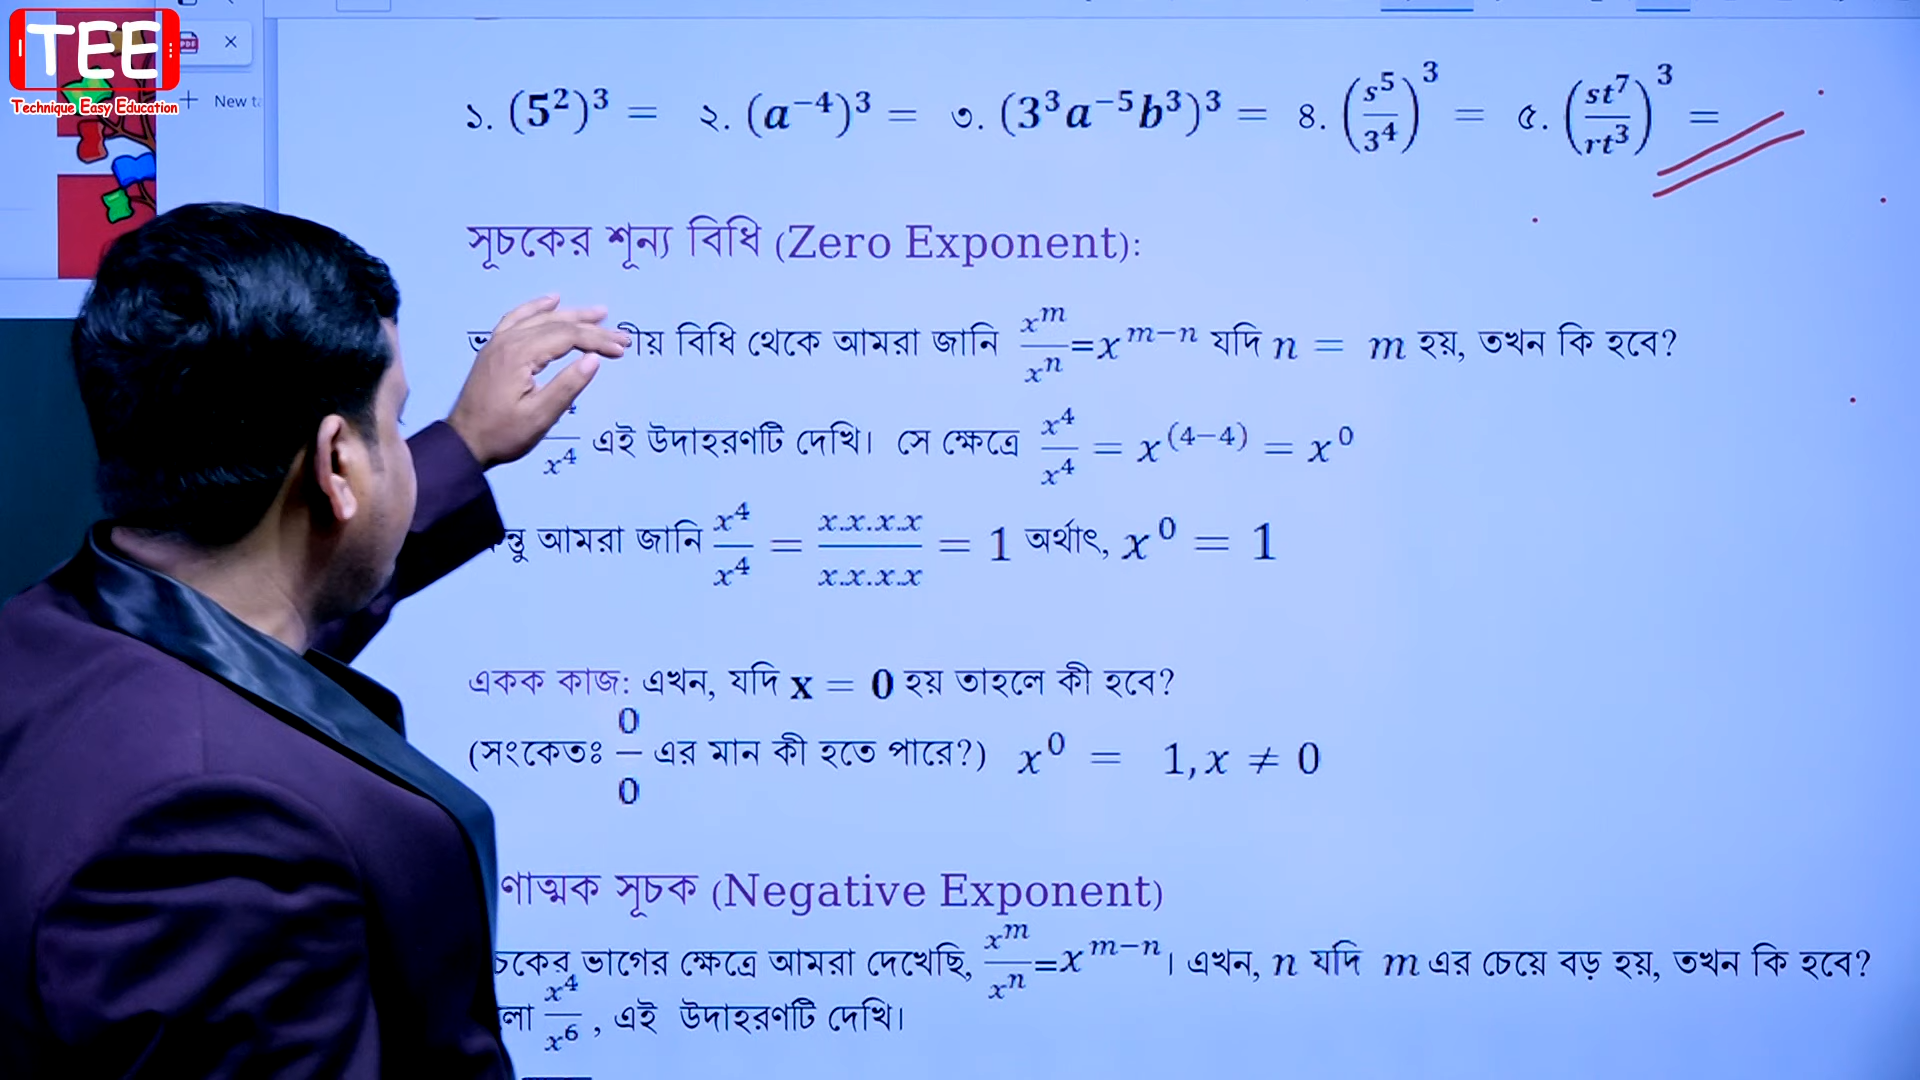 TEE
Technique Easy Education
New
১. (5²)³ = ২. (a⁻⁴)³ = ৩. (3³a⁻⁵b³)³ = 8. (s⁵/3⁴)³ = ৫. (st⁷/rt³)³ =
সূচকের শূন্য বিধি (Zero Exponent):
বিধি থেকে আমরা জানি xᵐ/xⁿ=xᵐ⁻ⁿ যদি n = m হয়, তখন কি হবে?
x⁴ এই উদাহরণটি দেখি। সে ক্ষেত্রে x⁴/x⁴ = x⁽⁴⁻⁴⁾ = x⁰
আমরা জানি x⁴/x⁴ = x.x.x.x/x.x.x.x = 1 অর্থাৎ, x⁰ = 1
একক কাজ: এখন, যদি x = 0 হয় তাহলে কী হবে?
(সংকেতঃ 0/0 এর মান কী হতে পারে?) x⁰ = 1, x ≠ 0
সূচক (Negative Exponent)
ভাগের ক্ষেত্রে আমরা দেখেছি, xᵐ/xⁿ=xᵐ⁻ⁿ। এখন, n যদি m এর চেয়ে বড় হয়, তখন কি হবে?
x⁴/x⁶ , এই উদাহরণটি দেখি।